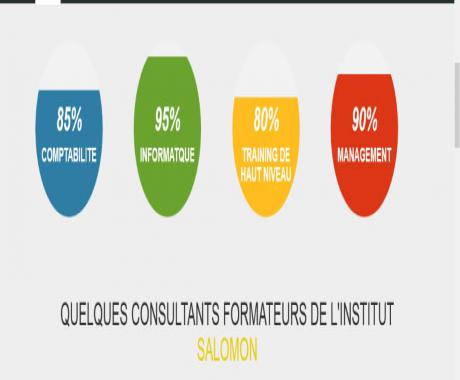 85%
COMPTABILITE
95%
INFORMATQUE
80%
TRAINING DE
HAUT NIVEAU
90%
MANAGEMENT
QUELQUES CONSULTANTS FORMATEURS DE L'INSTITUT
SALOMON